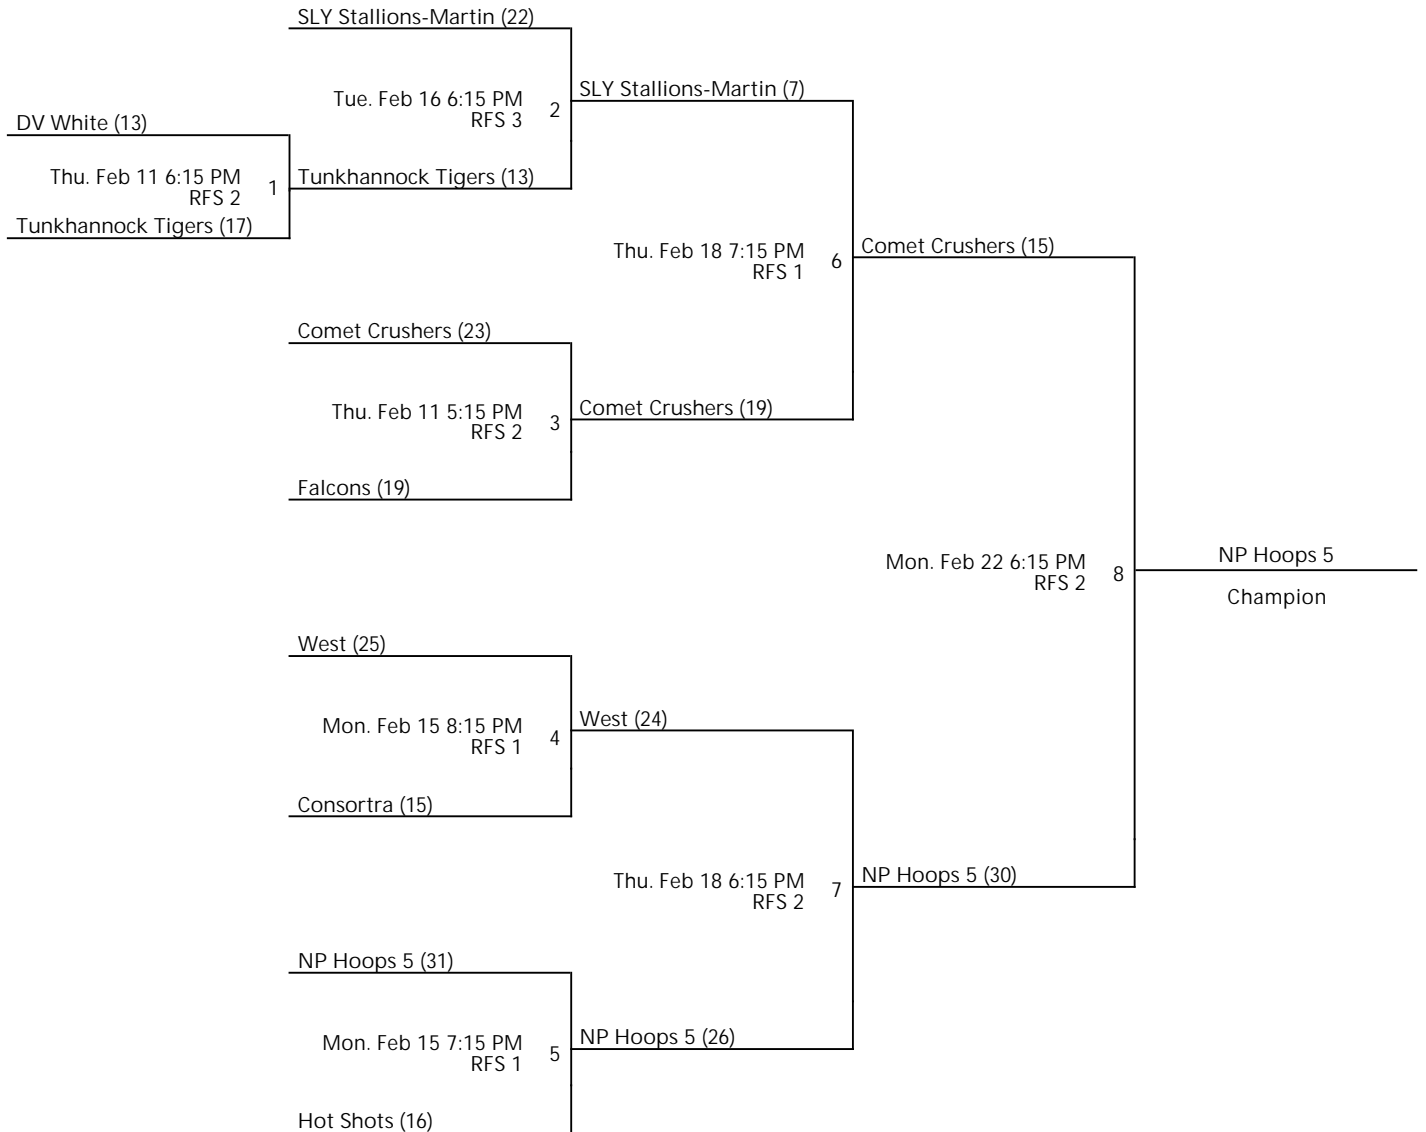 SLY Stallions-Martin (22)
Tue. Feb 16 6:15 PM
RFS 3
2
SLY Stallions-Martin (7)
DV White (13)
Thu. Feb 11 6:15 PM
RFS 2
1
Tunkhannock Tigers (13)
Tunkhannock Tigers (17)
Thu. Feb 18 7:15 PM
RFS 1
6
Comet Crushers (15)
Comet Crushers (23)
Thu. Feb 11 5:15 PM
RFS 2
3
Comet Crushers (19)
Falcons (19)
Mon. Feb 22 6:15 PM
RFS 2
8
NP Hoops 5
Champion
West (25)
Mon. Feb 15 8:15 PM
RFS 1
4
West (24)
Consortra (15)
Thu. Feb 18 6:15 PM
RFS 2
7
NP Hoops 5 (30)
NP Hoops 5 (31)
Mon. Feb 15 7:15 PM
RFS 1
5
NP Hoops 5 (26)
Hot Shots (16)